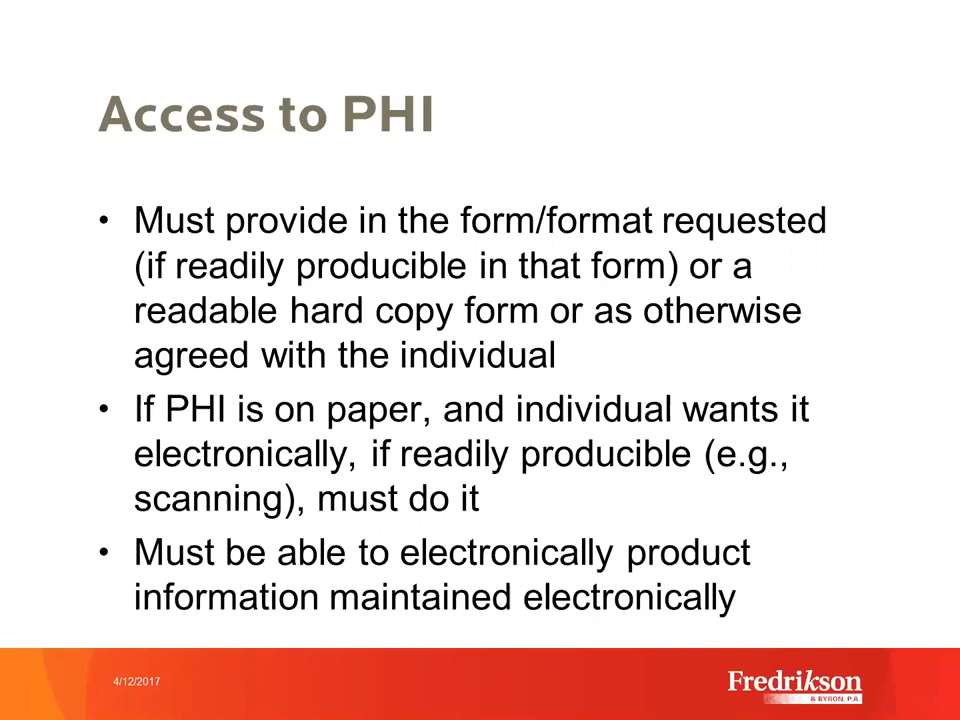 Access to PHI
• Must provide in the form/format requested
(if readily producible in that form) or a
readable hard copy form or as otherwise
agreed with the individual
• If PHI is on paper, and individual wants it
electronically, if readily producible (e.g.,
scanning), must do it
• Must be able to electronically product
information maintained electronically
4/12/2017
Fredrikson
& BYRON, P.A.